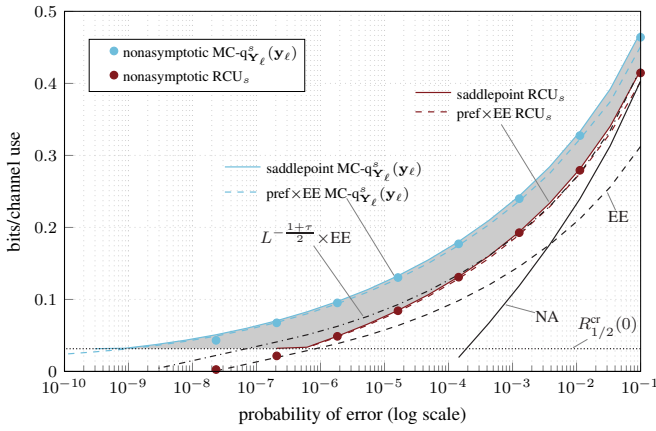 0.5
nonasymptotic MC-q^s_{Y_ℓ}(y_ℓ)
nonasymptotic RCU_s
0.4
saddlepoint RCU_s
pref×EE RCU_s
0.3
bits/channel use
saddlepoint MC-q^s_{Y_ℓ}(y_ℓ)
pref×EE MC-q^s_{Y_ℓ}(y_ℓ)
EE
L^{-\frac{1+τ}{2}}×EE
0.2
0.1
NA
R^{cr}_{1/2}(0)
0
10^{−10} 10^{−9} 10^{−8} 10^{−7} 10^{−6} 10^{−5} 10^{−4} 10^{−3} 10^{−2} 10^{−1}
probability of error (log scale)